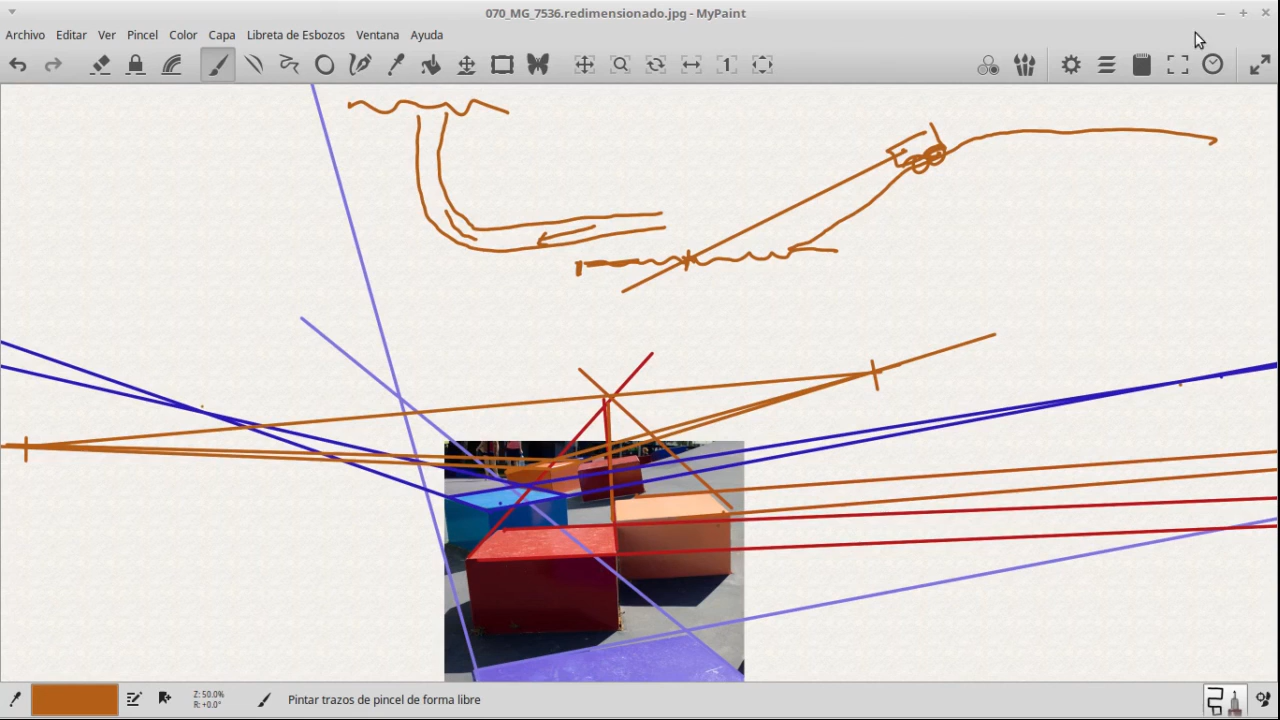 070_MG_7536.redimensionado.jpg - MyPaint
Archivo Editar Ver Pincel Color Capa Libreta de Esbozos Ventana Ayuda
1
Z: 50.0%
R: +0.0°
Pintar trazos de pincel de forma libre